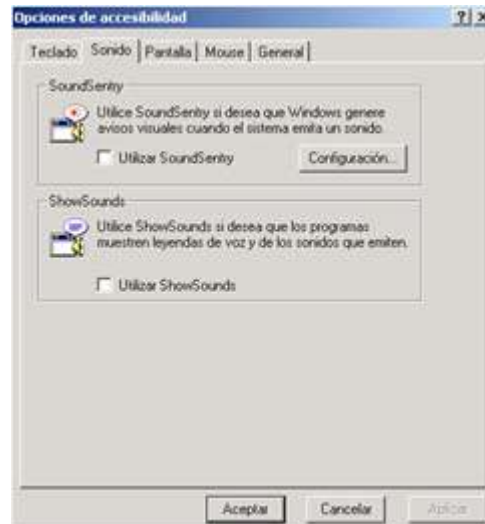 Opciones de accesibilidad
Teclado Sonido Pantalla Mouse General
SoundSentry
Utilice SoundSentry si desea que Windows genere
avisos visuales cuando el sistema emita un sonido.
Utilizar SoundSentry Configuración...
ShowSounds
Utilice ShowSounds si desea que los programas
muestren leyendas de voz y de los sonidos que emiten.
Utilizar ShowSounds
Aceptar Cancelar Aplicar